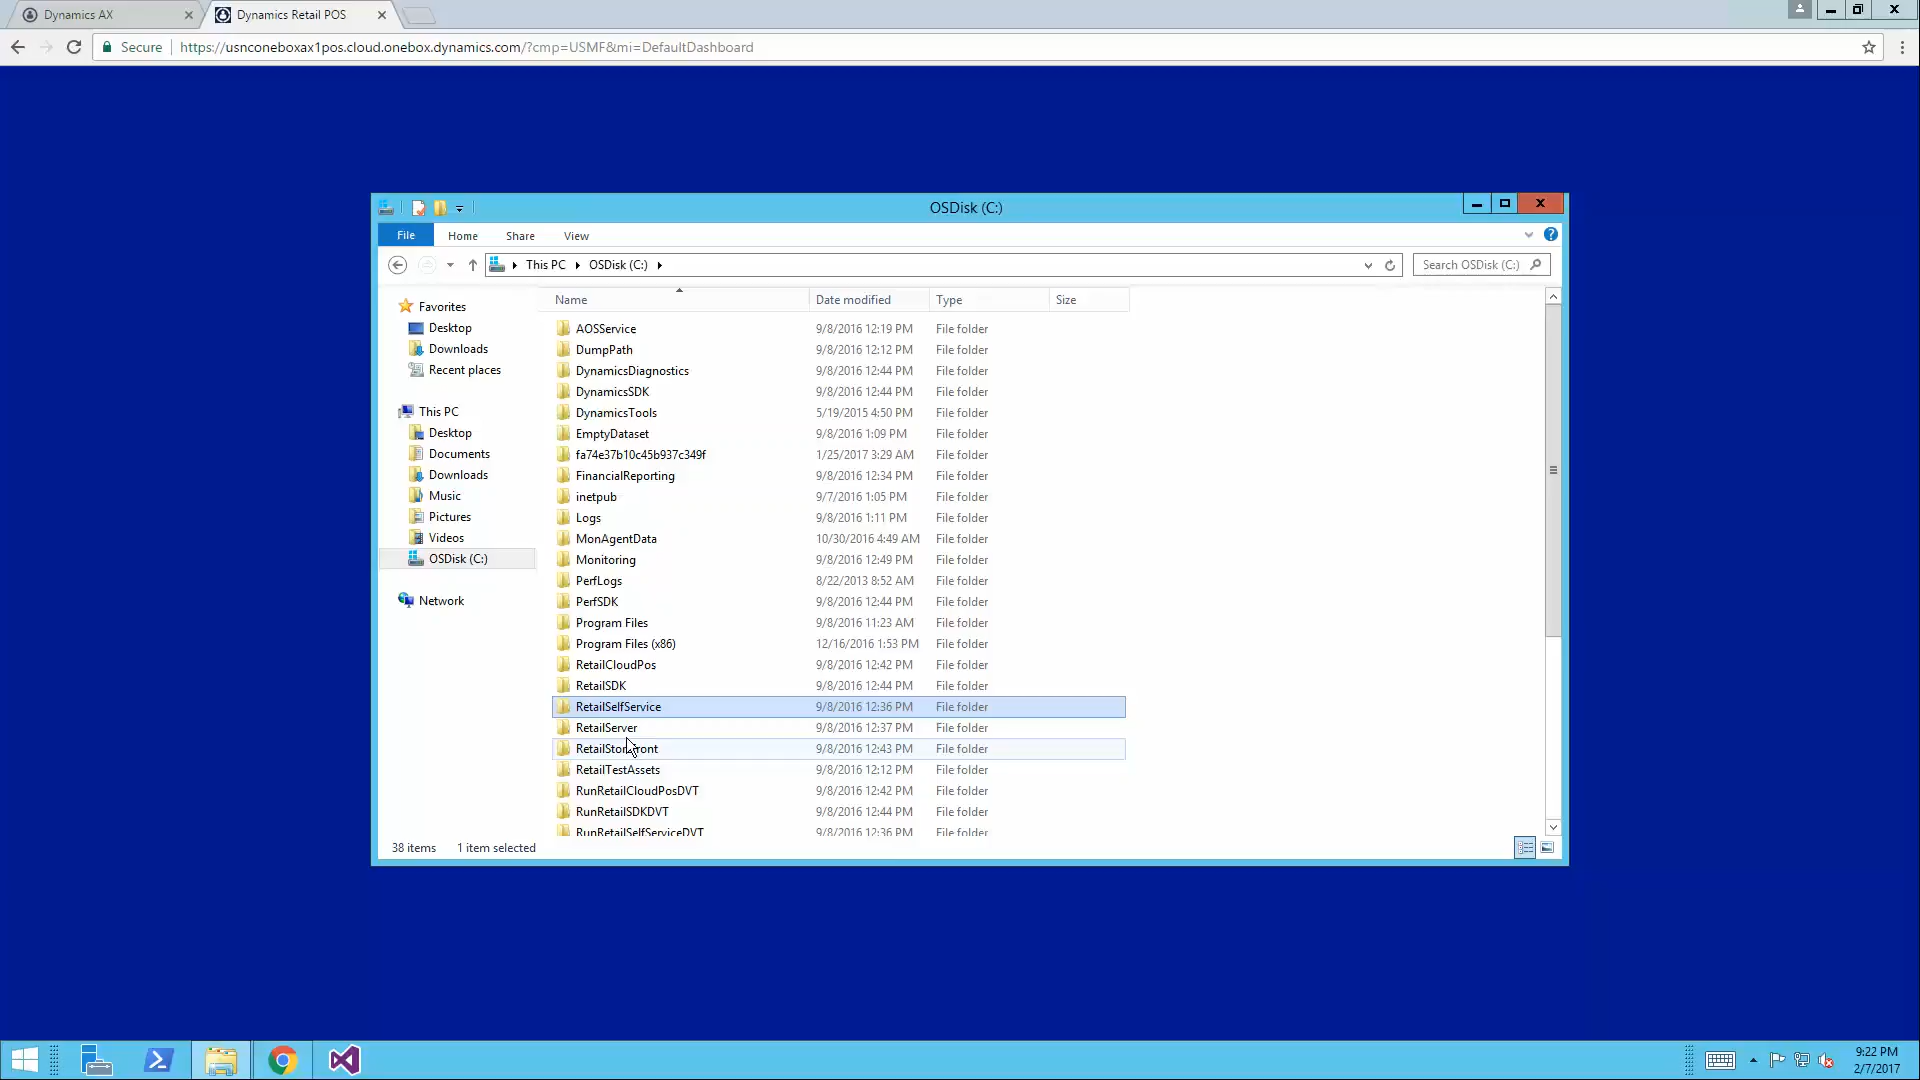 Dynamics AX
Dynamics Retail POS
Secure https://usnconeboxax1pos.cloud.onebox.dynamics.com/?cmp=USMF&mi=DefaultDashboard
OSDisk (C:)
File Home Share View
This PC OSDisk (C:) Search OSDisk (C:)
Favorites
Desktop
Downloads
Recent places
This PC
Desktop
Documents
Downloads
Music
Pictures
Videos
OSDisk (C:)
Network
Name Date modified Type Size
AOSService 9/8/2016 12:19 PM File folder
DumpPath 9/8/2016 12:12 PM File folder
DynamicsDiagnostics 9/8/2016 12:44 PM File folder
DynamicsSDK 9/8/2016 12:44 PM File folder
DynamicsTools 5/19/2015 4:50 PM File folder
EmptyDataset 9/8/2016 1:09 PM File folder
fa74e37b10c45b937c349f 1/25/2017 3:29 AM File folder
FinancialReporting 9/8/2016 12:34 PM File folder
inetpub 9/7/2016 1:05 PM File folder
Logs 9/8/2016 1:11 PM File folder
MonAgentData 10/30/2016 4:49 AM File folder
Monitoring 9/8/2016 12:49 PM File folder
PerfLogs 8/22/2013 8:52 AM File folder
PerfSDK 9/8/2016 12:44 PM File folder
Program Files 9/8/2016 11:23 AM File folder
Program Files (x86) 12/16/2016 1:53 PM File folder
RetailCloudPos 9/8/2016 12:42 PM File folder
RetailSDK 9/8/2016 12:44 PM File folder
RetailSelfService 9/8/2016 12:36 PM File folder
RetailServer 9/8/2016 12:37 PM File folder
RetailStorefront 9/8/2016 12:43 PM File folder
RetailTestAssets 9/8/2016 12:12 PM File folder
RunRetailCloudPosDVT 9/8/2016 12:42 PM File folder
RunRetailSDKDVT 9/8/2016 12:44 PM File folder
RunRetailSelfServiceDVT 9/8/2016 12:36 PM File folder
38 items 1 item selected
9:22 PM
2/7/2017